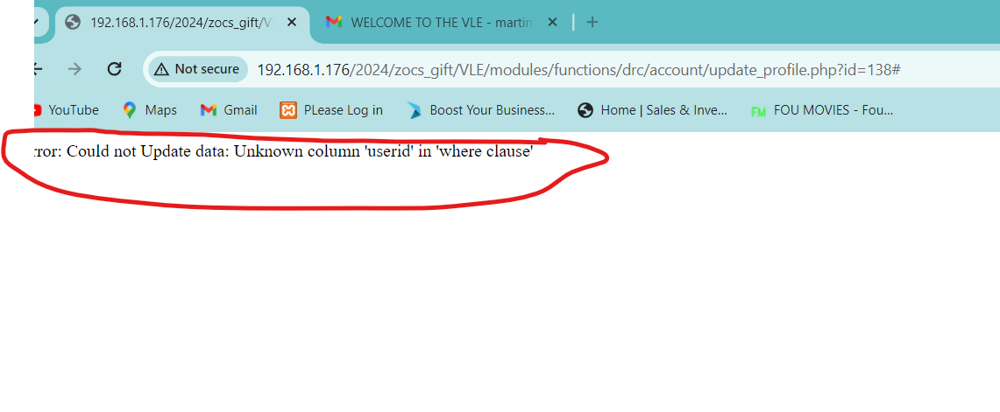 192.168.1.176/2024/zocs_gift/V
WELCOME TO THE VLE - martin
Not secure
192.168.1.176/2024/zocs_gift/VLE/modules/functions/drc/account/update_profile.php?id=138#
YouTube
Maps
Gmail
PLease Log in
Boost Your Business...
Home | Sales & Inve...
FM
FOU MOVIES - Fou...
rror: Could not Update data: Unknown column 'userid' in 'where clause'